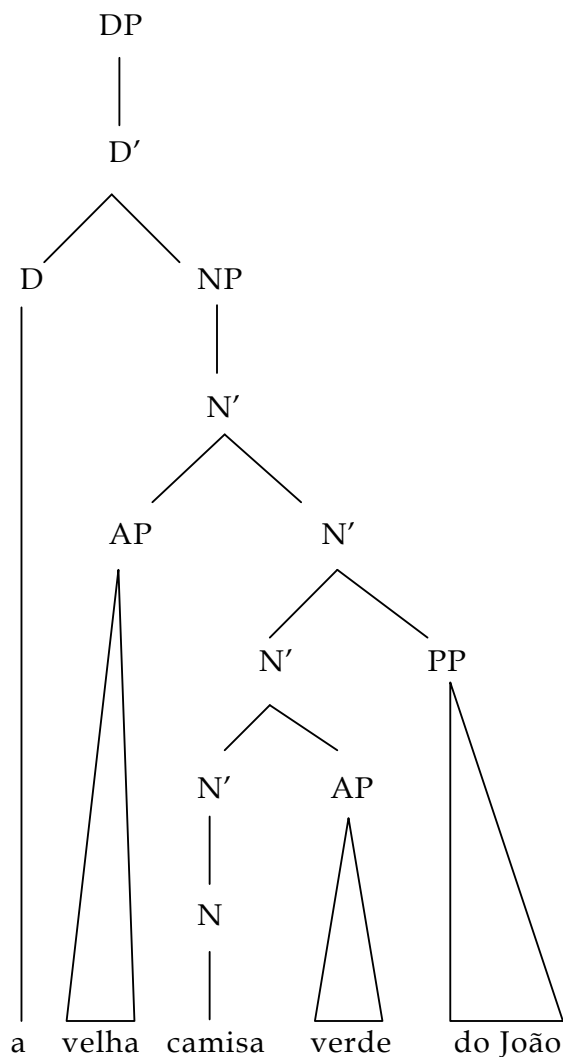 DP
D′
D NP
N′
AP N′
N′ PP
N′ AP
N
a velha camisa verde do João